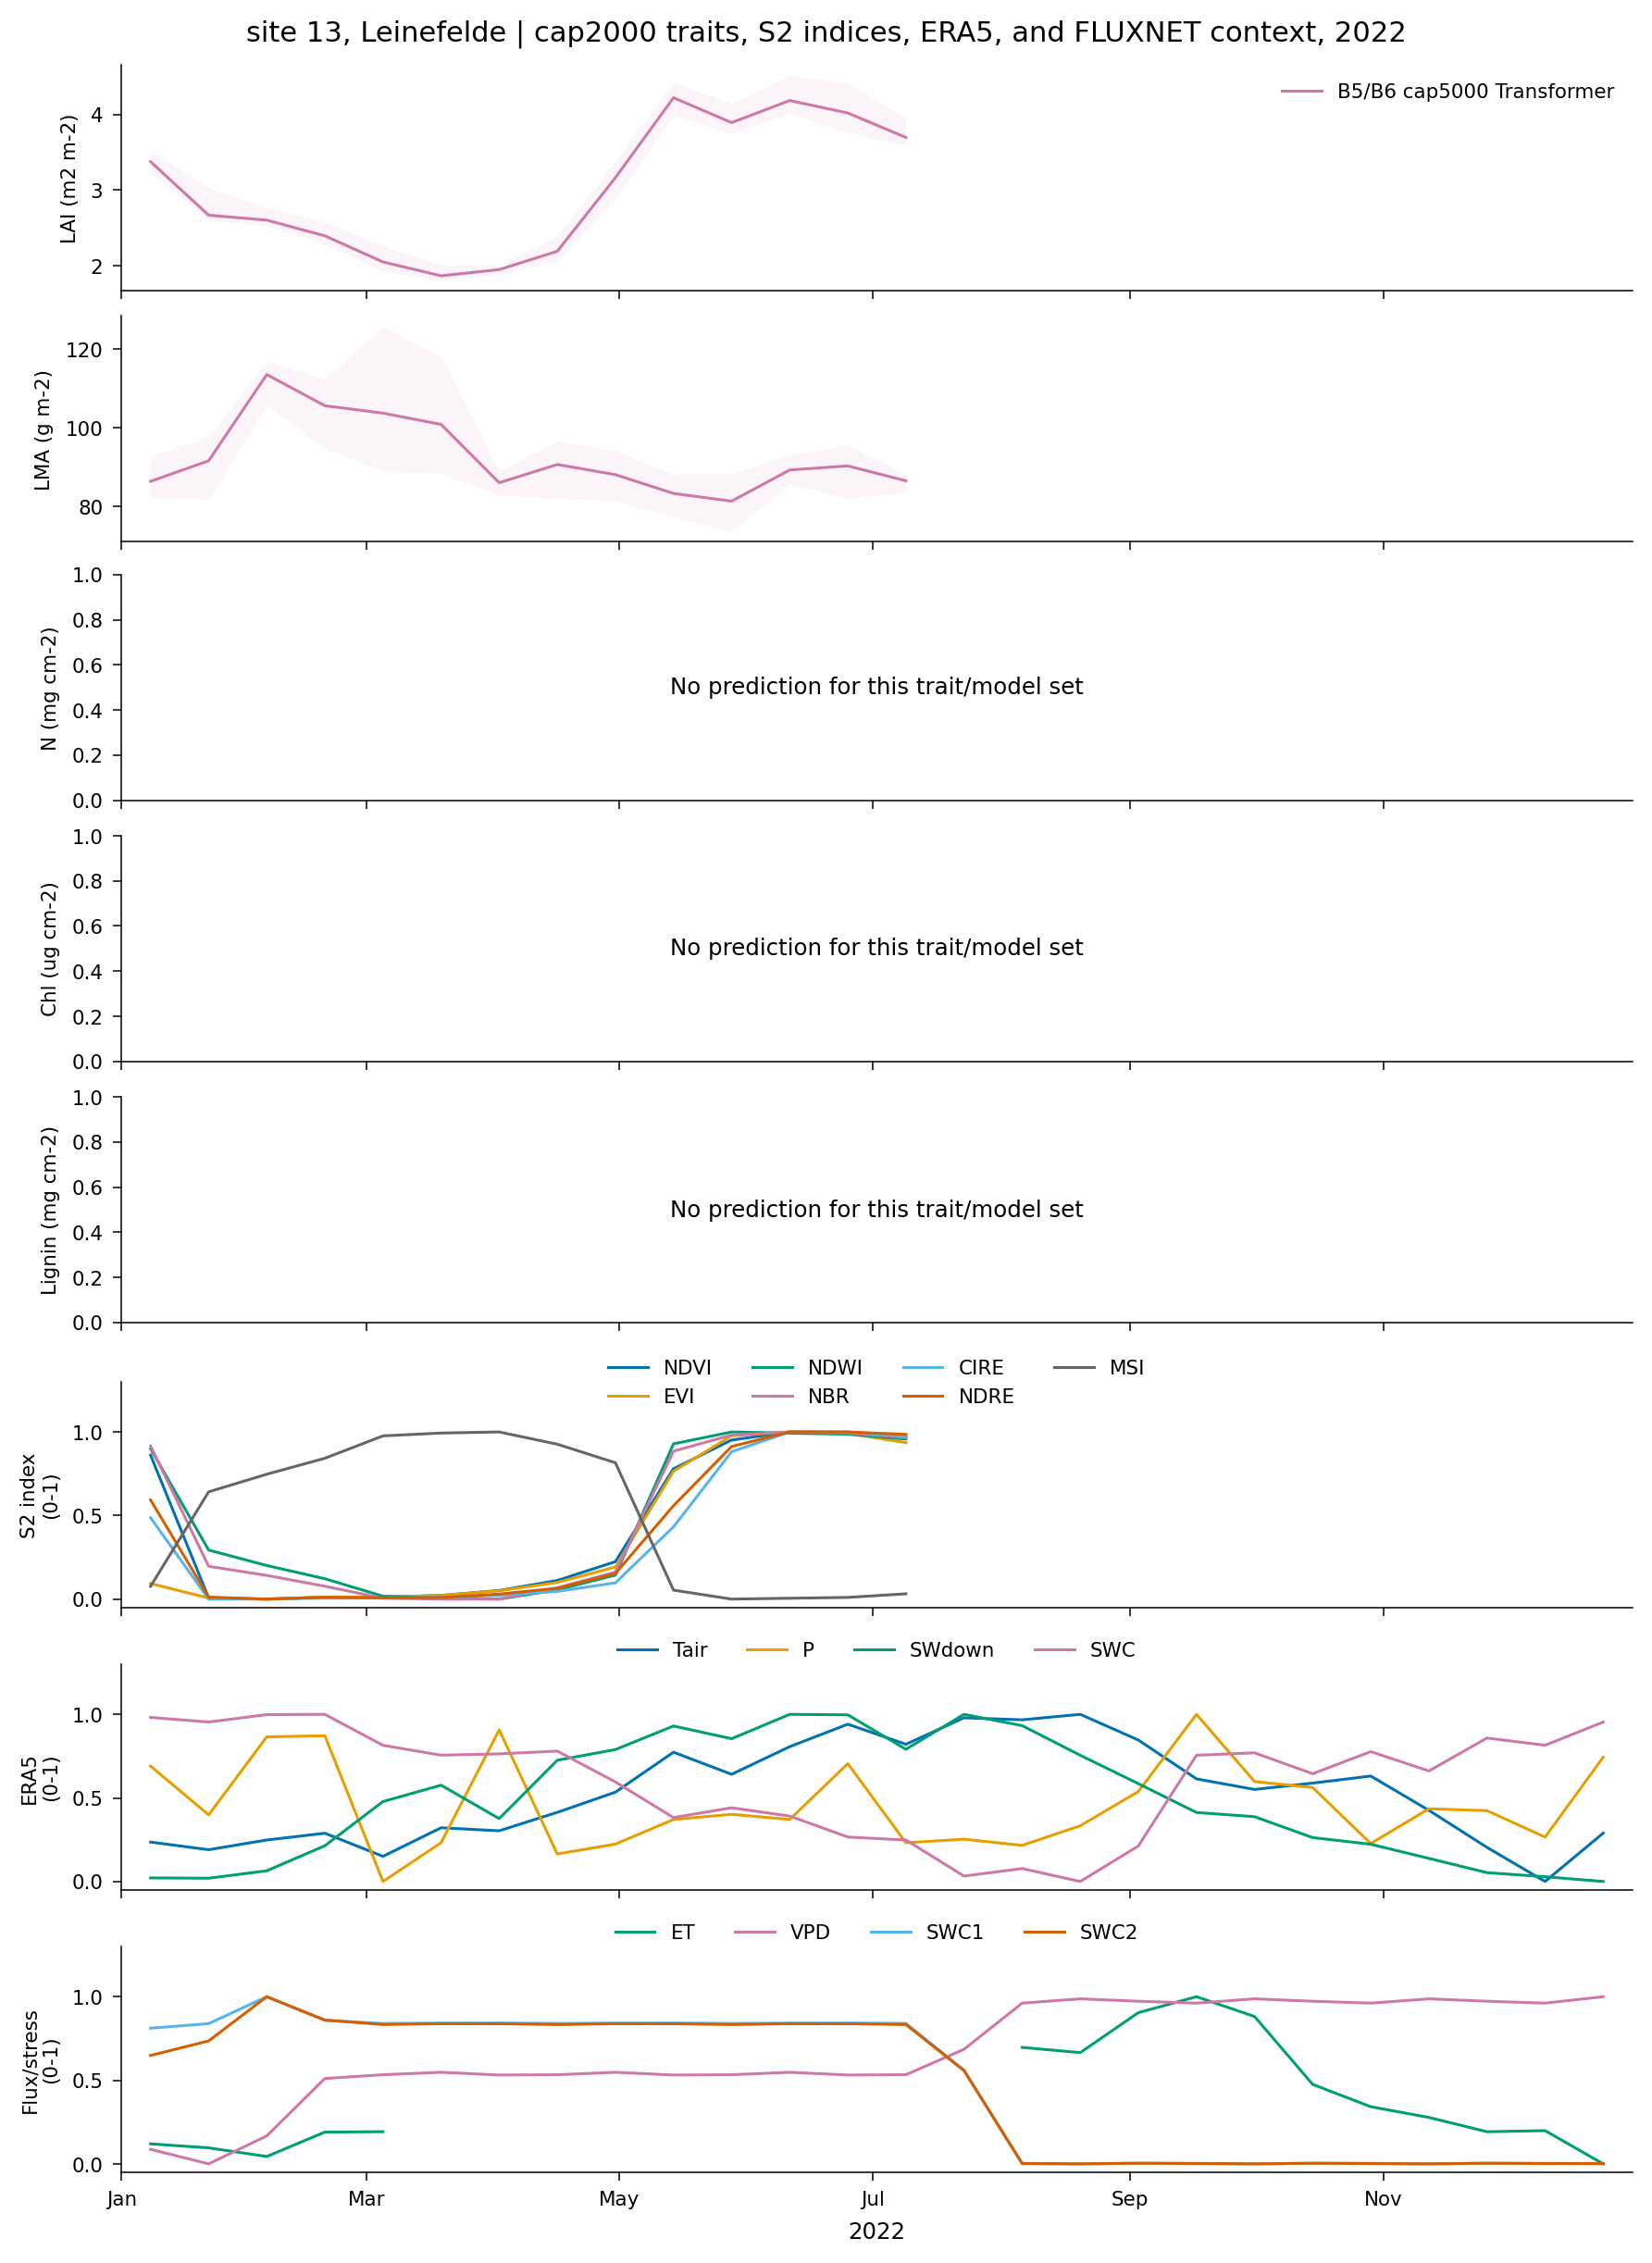 site 13, Leinefelde | cap2000 traits, S2 indices, ERA5, and FLUXNET context, 2022
B5/B6 cap5000 Transformer
LAI (m2 m-2)
4
3
2
LMA (g m-2)
120
100
80
N (mg cm-2)
1.0
0.8
0.6
0.4
0.2
0.0
No prediction for this trait/model set
Chl (ug cm-2)
1.0
0.8
0.6
0.4
0.2
0.0
No prediction for this trait/model set
Lignin (mg cm-2)
1.0
0.8
0.6
0.4
0.2
0.0
No prediction for this trait/model set
NDVI NDWI CIRE MSI
EVI NBR NDRE
S2 index
(0-1)
1.0
0.5
0.0
Tair P SWdown SWC
ERA5
(0-1)
1.0
0.5
0.0
ET VPD SWC1 SWC2
Flux/stress
(0-1)
1.0
0.5
0.0
Jan Mar May Jul Sep Nov
2022